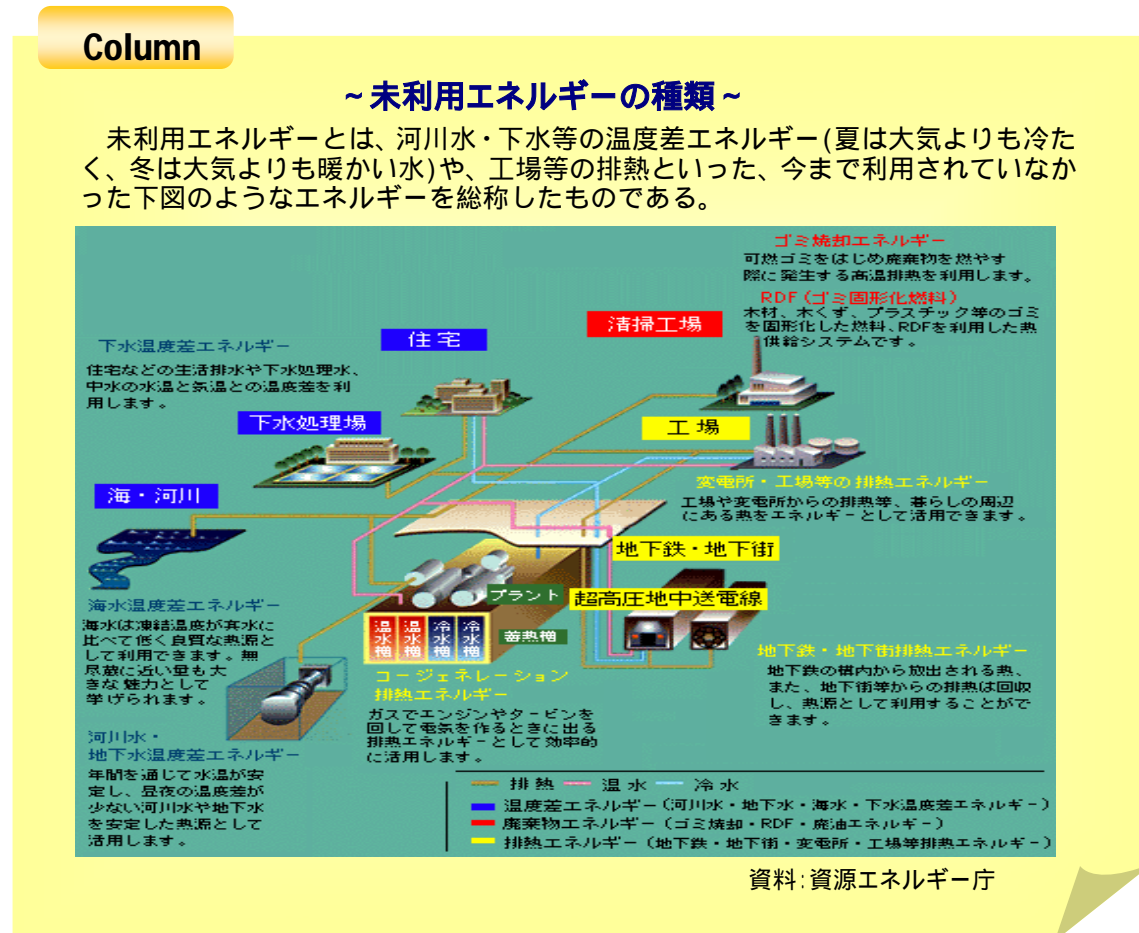 Column
~未利用エネルギーの種類~
未利用エネルギーとは、河川水・下水等の温度差エネルギー(夏は大気よりも冷た
く、冬は大気よりも暖かい水)や、工場等の排熱といった、今まで利用されていなか
った下図のようなエネルギーを総称したものである。
ゴミ焼却エネルギー
可燃ゴミをはじめ廃棄物を燃やす
際に発生する高温排熱を利用します。
RDF(ゴミ固形化燃料)
木材、木くず、プラスチック等のゴミ
を固形化した燃料、RDFを利用した熱
供給システムです。
清掃工場
住宅
下水温度差エネルギー
住宅などの生活排水や下水処理水、
中水の水温と気温との温度差を利
用します。
下水処理場
工場
変電所・工場等の排熱エネルギー
工場や変電所からの排熱等、暮らしの周辺
にある熱をエネルギーとして活用できます。
海・河川
地下鉄・地下街
プラント
超高圧地中送電線
温水槽
温水槽
冷水槽
冷水槽
蓄熱槽
海水温度差エネルギー
海水は凍結温度が真水に
比べて低く良質な熱源と
して利用できます。無
尽蔵に近い量も大
きな魅力として
挙げられます。
コージェネレーション
排熱エネルギー
ガスでエンジンやタービンを
回して電気を作るときに出る
排熱エネルギーとして効率的
に活用します。
地下鉄・地下街排熱エネルギー
地下鉄の構内から放出される熱、
また、地下街等からの排熱は回収
し、熱源として利用することがで
きます。
河川水・
地下水温度差エネルギー
年間を通じて水温が安
定し、昼夜の温度差が
少ない河川水や地下水
を安定した熱源として
活用します。
排熱 温水 冷水
温度差エネルギー(河川水・地下水・海水・下水温度差エネルギー)
廃棄物エネルギー(ゴミ焼却・RDF・廃油エネルギー)
排熱エネルギー(地下鉄・地下街・変電所・工場等排熱エネルギー)
資料:資源エネルギー庁